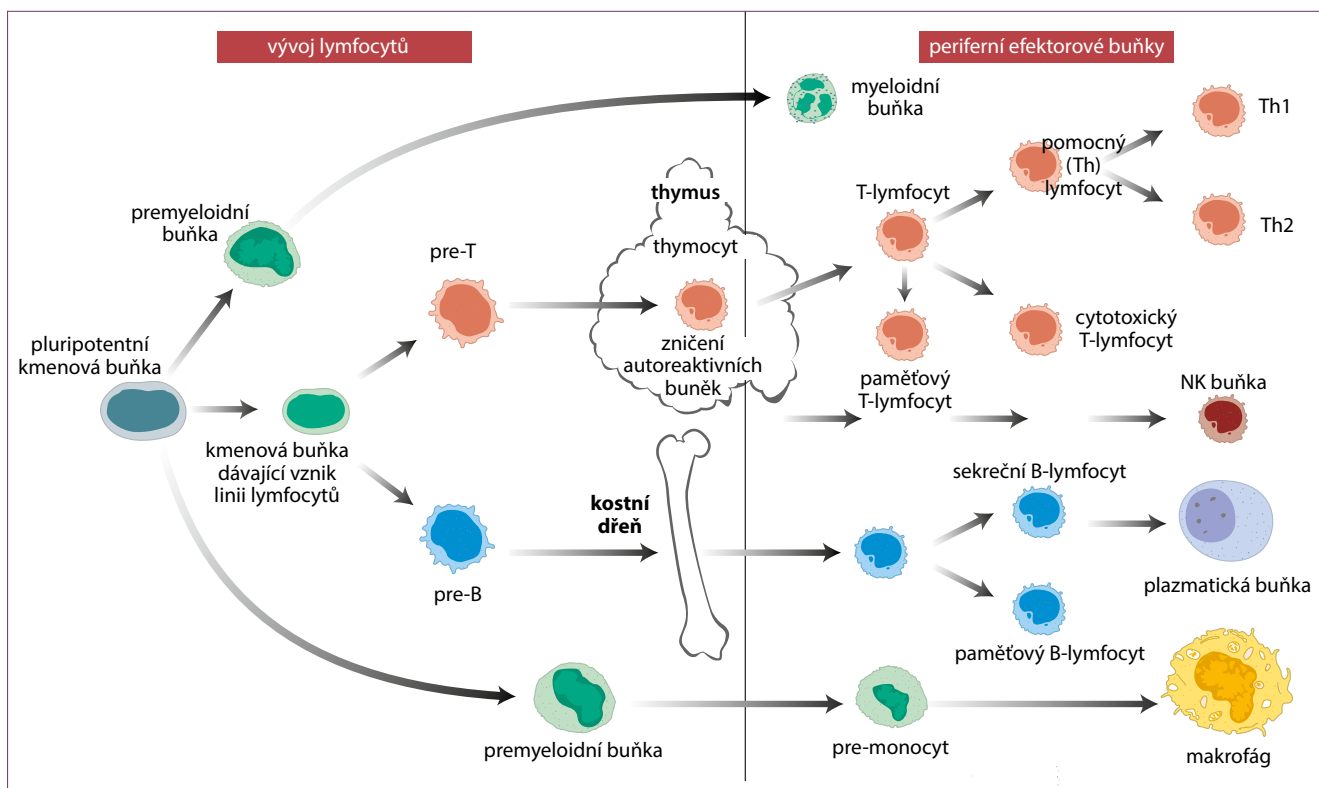 vývoj lymfocytů
periferní efektorové buňky
myeloidní
buňka
Th1
pomocný
(Th)
lymfocyt
thymus
T-lymfocyt
premyeloidní
buňka
Th2
thymocyt
pre-T
cytotoxický
T-lymfocyt
pluripotentní
kmenová buňka
zničení
autoreaktivních
buněk
paměťový
T-lymfocyt
NK buňka
kmenová buňka
dávající vznik
linii lymfocytů
sekreční B-lymfocyt
kostní
dřeň
plazmatická buňka
pre-B
paměťový B-lymfocyt
premyeloidní buňka
pre-monocyt
makrofág